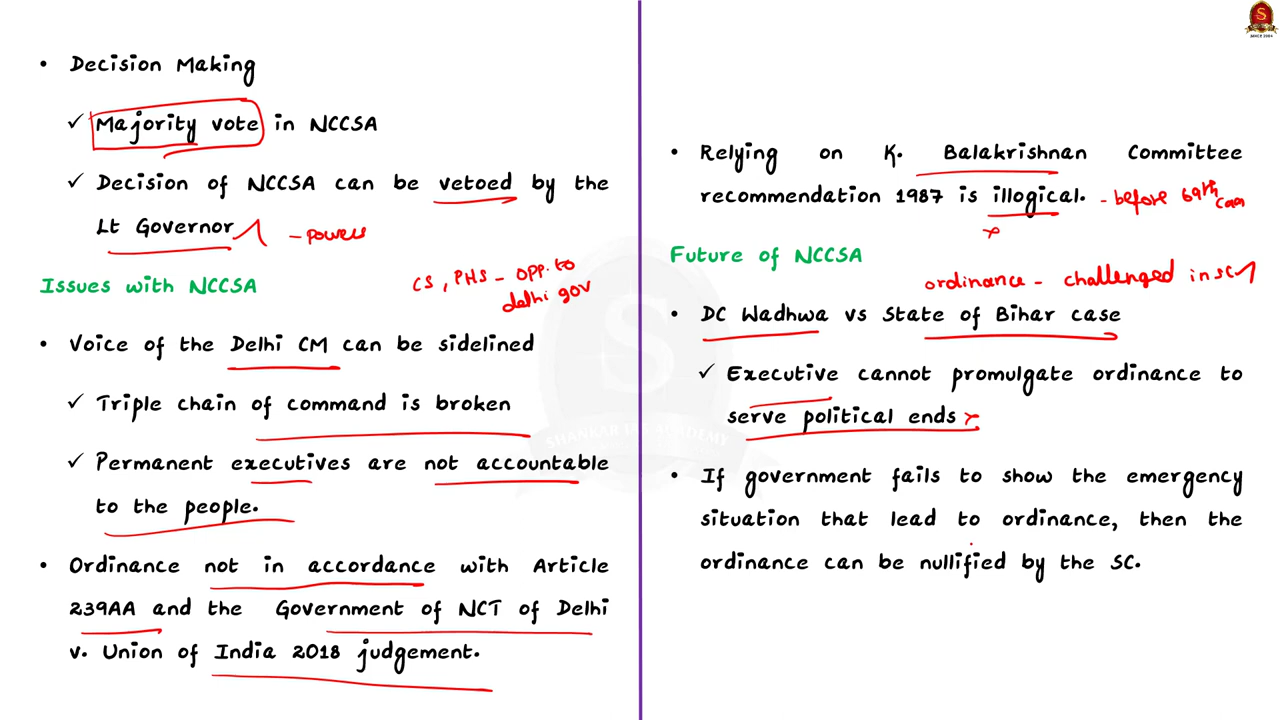 • Decision Making
✓ Majority vote in NCCSA
✓ Decision of NCCSA can be vetoed by the
Lt Governor
- powers
Issues with NCCSA
CS, PHS - opp. to
delhi gov
• Voice of the Delhi CM can be sidelined
✓ Triple chain of command is broken
✓ Permanent executives are not accountable
to the people.
• Ordinance not in accordance with Article
239AA and the Government of NCT of Delhi
v. Union of India 2018 judgement.
• Relying on K. Balakrishnan Committee
recommendation 1987 is illogical.
- before 69th
Future of NCCSA
ordinance - challenged in SC
• DC Wadhwa vs State of Bihar case
✓ Executive cannot promulgate ordinance to
serve political ends
• If government fails to show the emergency
situation that lead to ordinance, then the
ordinance can be nullified by the SC.
S
SINCE 2004
SHANKAR IAS ACADEMY